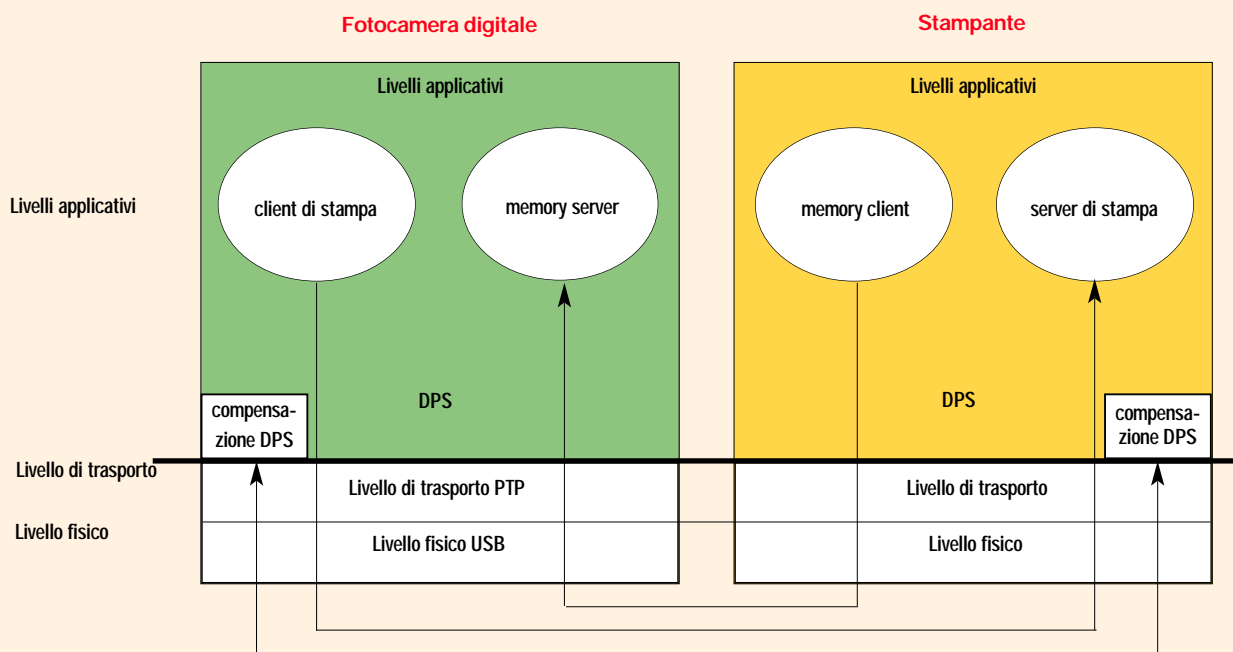 Fotocamera digitale
Stampante
Livelli applicativi
Livelli applicativi
Livelli applicativi
client di stampa
memory server
memory client
server di stampa
DPS
DPS
compensa-
zione DPS
compensa-
zione DPS
Livello di trasporto
Livello di trasporto PTP
Livello di trasporto
Livello fisico
Livello fisico USB
Livello fisico